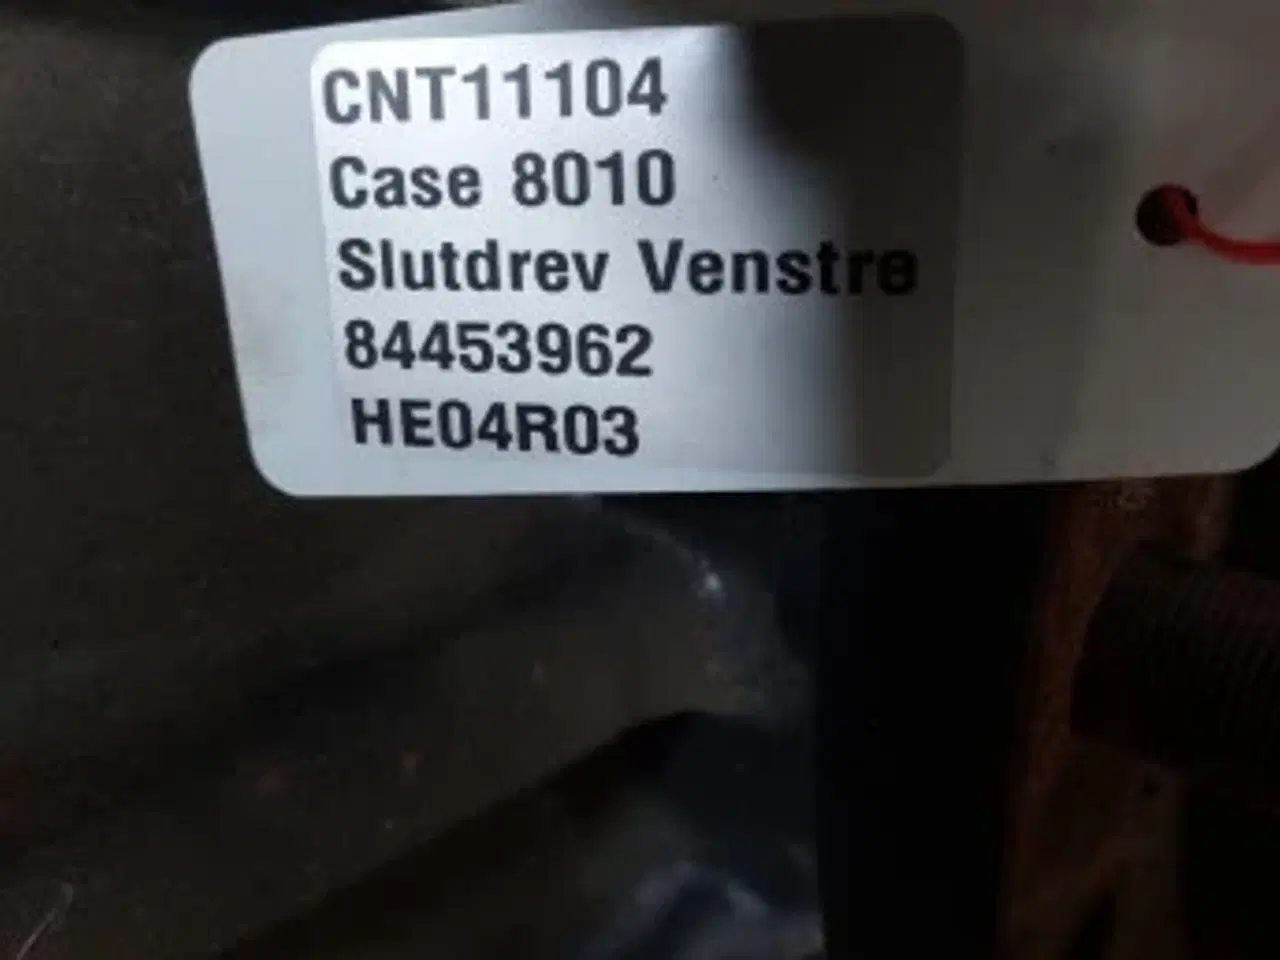 CNT11104
Case 8010
Slutdrev Venstre
84453962
HE04R03